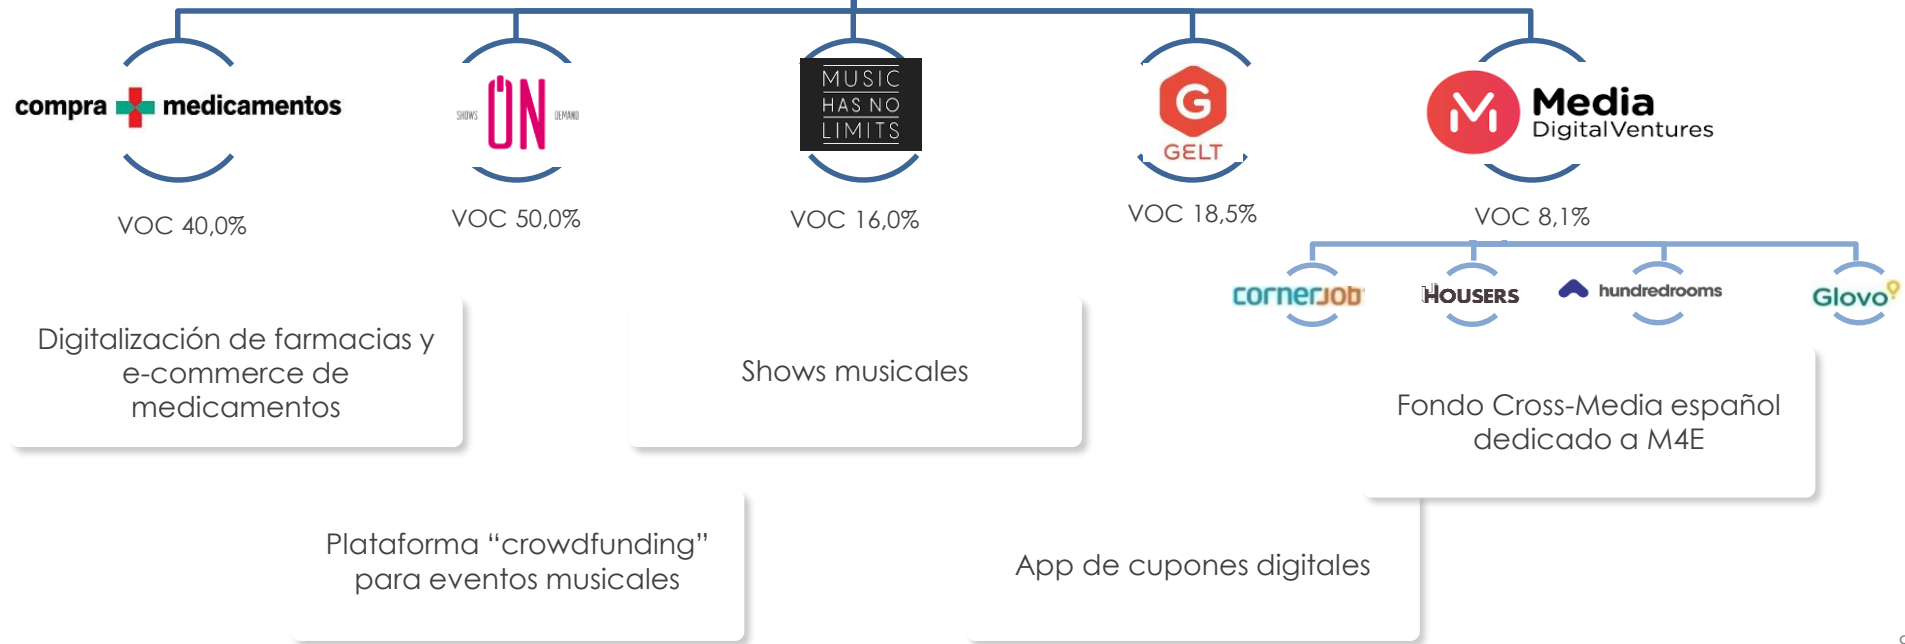 compra medicamentos
SHOWS ON DEMAND
MUSIC
HAS NO
LIMITS
G
GELT
M
Media
DigitalVentures
VOC 40,0%
VOC 50,0%
VOC 16,0%
VOC 18,5%
VOC 8,1%
cornerjob
HOUSERS
hundredrooms
Glovo
Digitalización de farmacias y
e-commerce de
medicamentos
Shows musicales
Fondo Cross-Media español
dedicado a M4E
Plataforma “crowdfunding”
para eventos musicales
App de cupones digitales